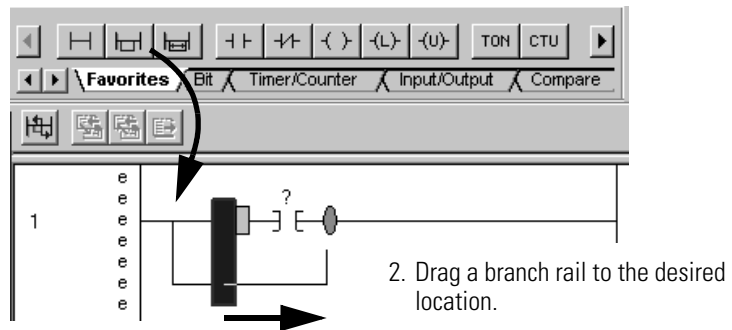 (L) (U) TON CTU
Favorites Bit Timer/Counter Input/Output Compare
e
e
?
1 e
e
e
e
e
2. Drag a branch rail to the desired
location.